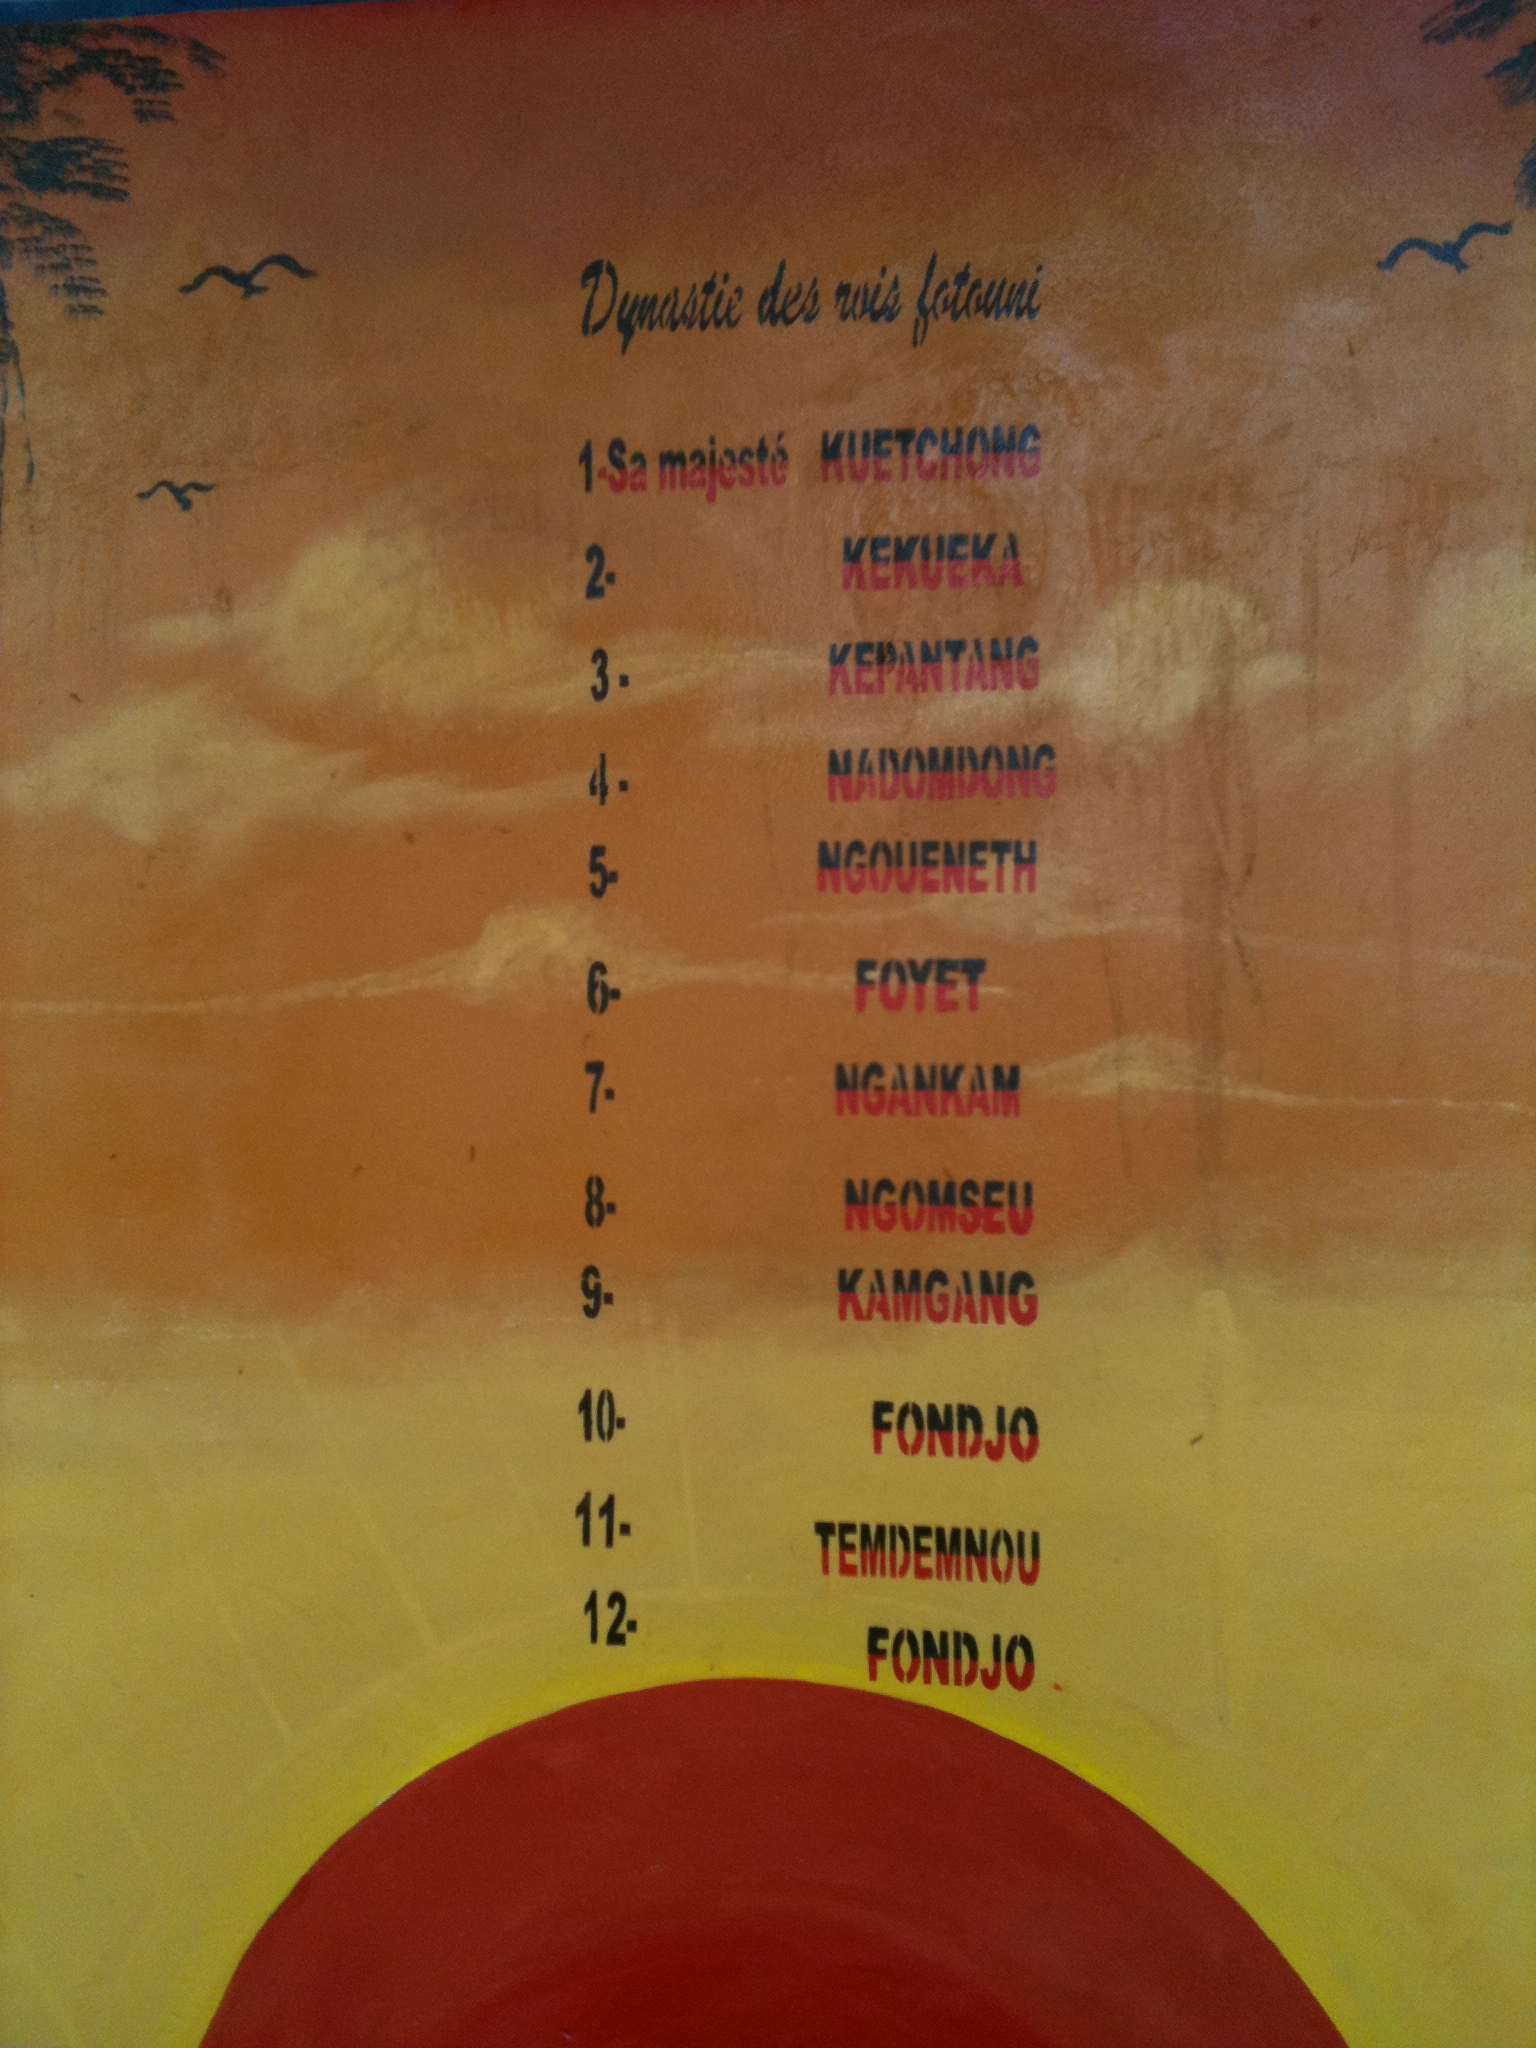 Dynastie des rois fotouni
1-Sa majesté KUETCHONG
2- KEKUEKA
3- KEPANTANG
4- NADOMDONG
5- NGOUENETH
6- FOYET
7- NGANKAM
8- NGOMSEU
9- KAMGANG
10- FONDJO
11- TEMDEMNOU
12- FONDJO